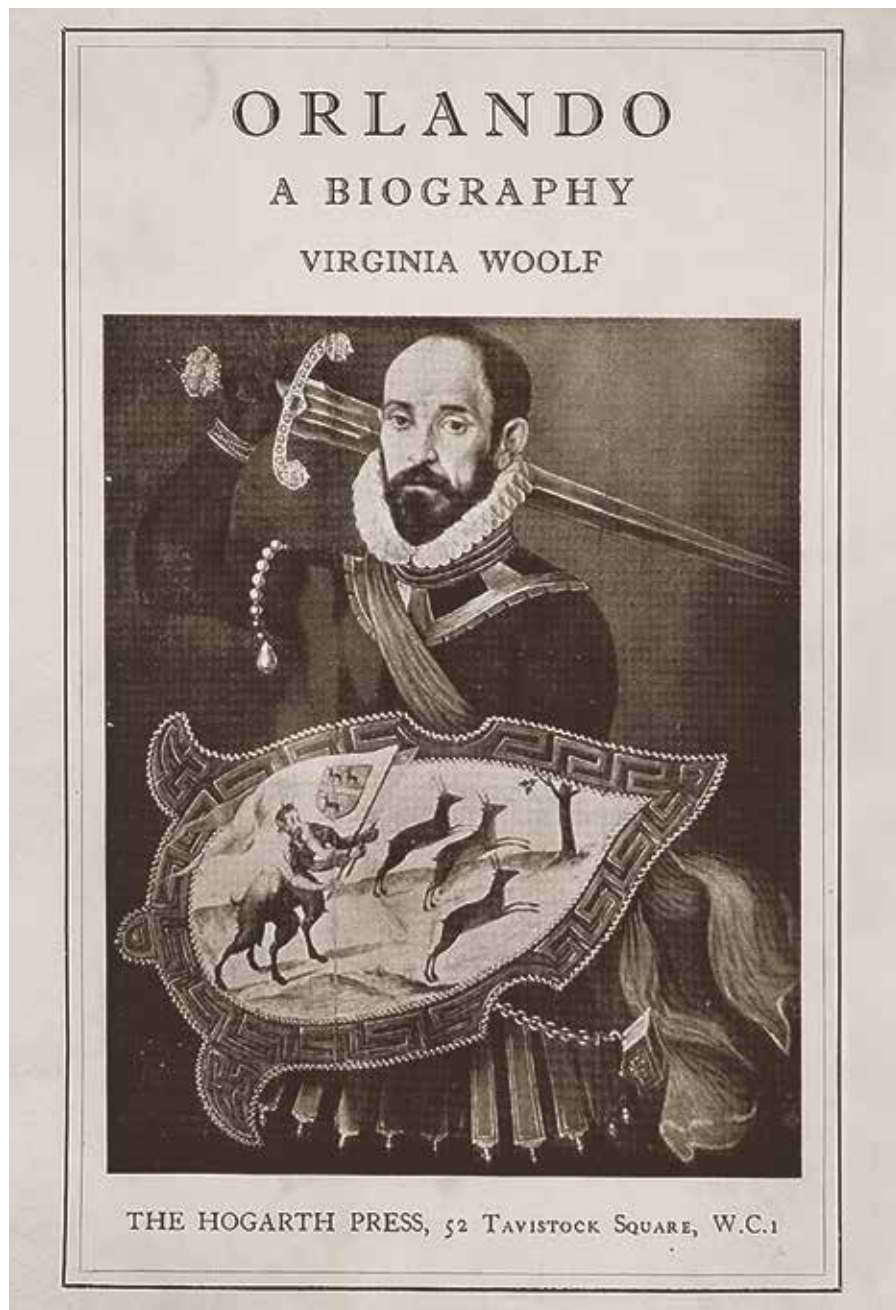 ORLANDO
A BIOGRAPHY
VIRGINIA WOOLF
THE HOGARTH PRESS, 52 TAVISTOCK SQUARE, W.C.1